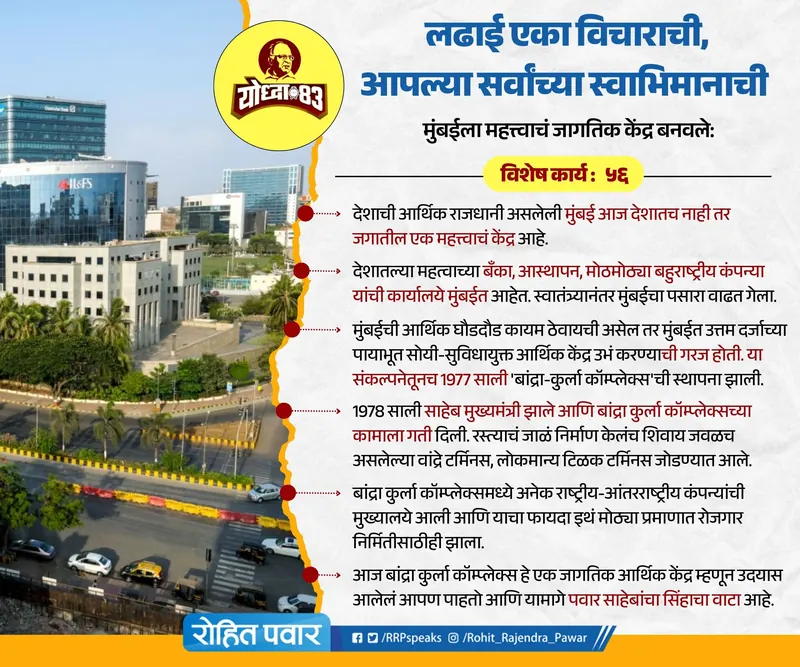 लढाई एका विचाराची,
आपल्या सर्वांच्या स्वाभिमानाची
योध्दा@८३
मुंबईला महत्त्वाचं जागतिक केंद्र बनवले:
विशेष कार्य : ५६
देशाची आर्थिक राजधानी असलेली मुंबई आज देशातच नाही तर
जगातील एक महत्त्वाचं केंद्र आहे.
देशातल्या महत्वाच्या बँका, आस्थापन, मोठमोठ्या बहुराष्ट्रीय कंपन्या
यांची कार्यालये मुंबईत आहेत. स्वातंत्र्यानंतर मुंबईचा पसारा वाढत गेला.
मुंबईची आर्थिक घौडदौड कायम ठेवायची असेल तर मुंबईत उत्तम दर्जाच्या
पायाभूत सोयी-सुविधायुक्त आर्थिक केंद्र उभं करण्याची गरज होती. या
संकल्पनेतूनच 1977 साली 'बांद्रा-कुर्ला कॉम्प्लेक्स'ची स्थापना झाली.
1978 साली साहेब मुख्यमंत्री झाले आणि बांद्रा कुर्ला कॉम्प्लेक्सच्या
कामाला गती दिली. रस्त्याचं जाळं निर्माण केलंच शिवाय जवळच
असलेल्या वांद्रे टर्मिनस, लोकमान्य टिळक टर्मिनस जोडण्यात आले.
बांद्रा कुर्ला कॉम्प्लेक्समध्ये अनेक राष्ट्रीय-आंतरराष्ट्रीय कंपन्यांची
मुख्यालये आली आणि याचा फायदा इथं मोठ्या प्रमाणात रोजगार
निर्मितीसाठीही झाला.
आज बांद्रा कुर्ला कॉम्प्लेक्स हे एक जागतिक आर्थिक केंद्र म्हणून उदयास
आलेलं आपण पाहतो आणि यामागे पवार साहेबांचा सिंहाचा वाटा आहे.
IL&FS
रोहित पवार
/RRPspeaks /Rohit_Rajendra_Pawar